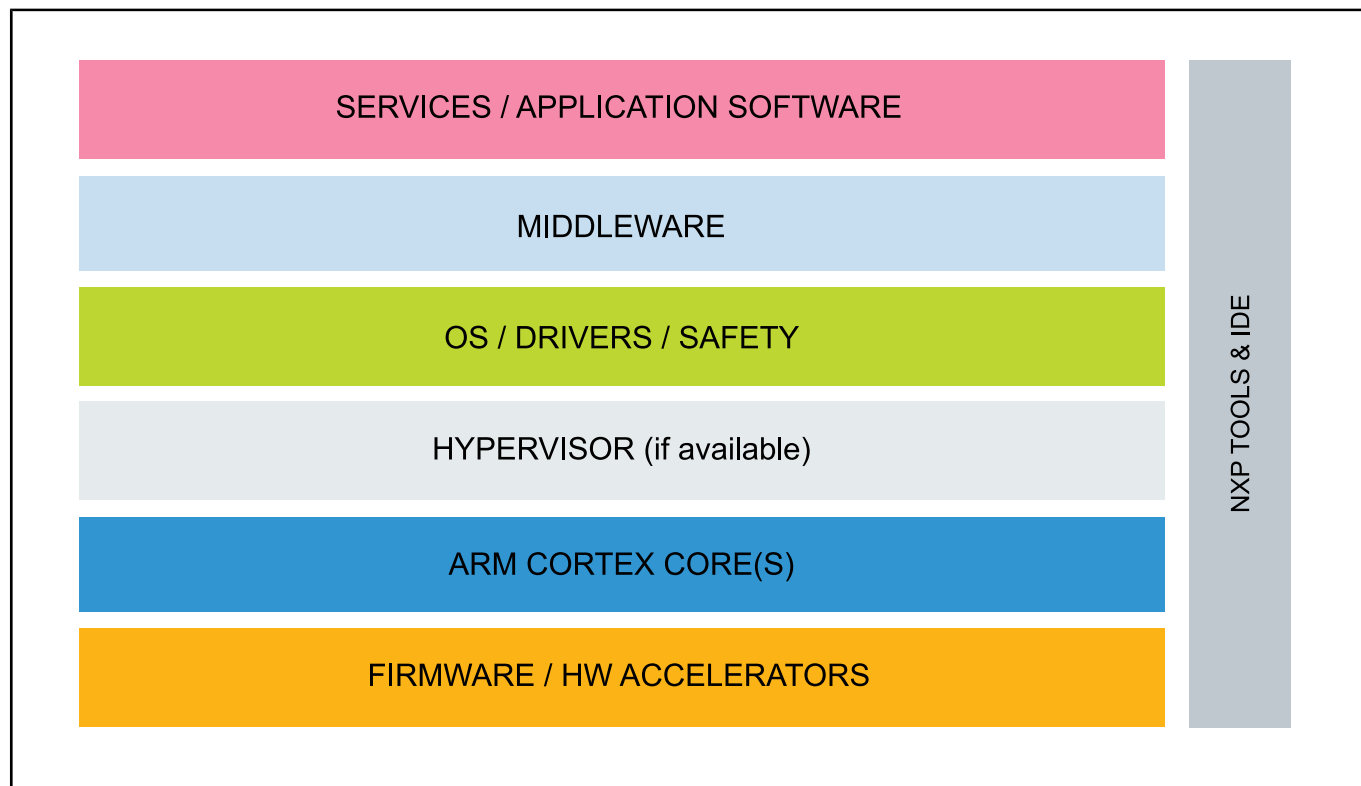 SERVICES / APPLICATION SOFTWARE
MIDDLEWARE
OS / DRIVERS / SAFETY
HYPERVISOR (if available)
ARM CORTEX CORE(S)
FIRMWARE / HW ACCELERATORS
NXP TOOLS & IDE